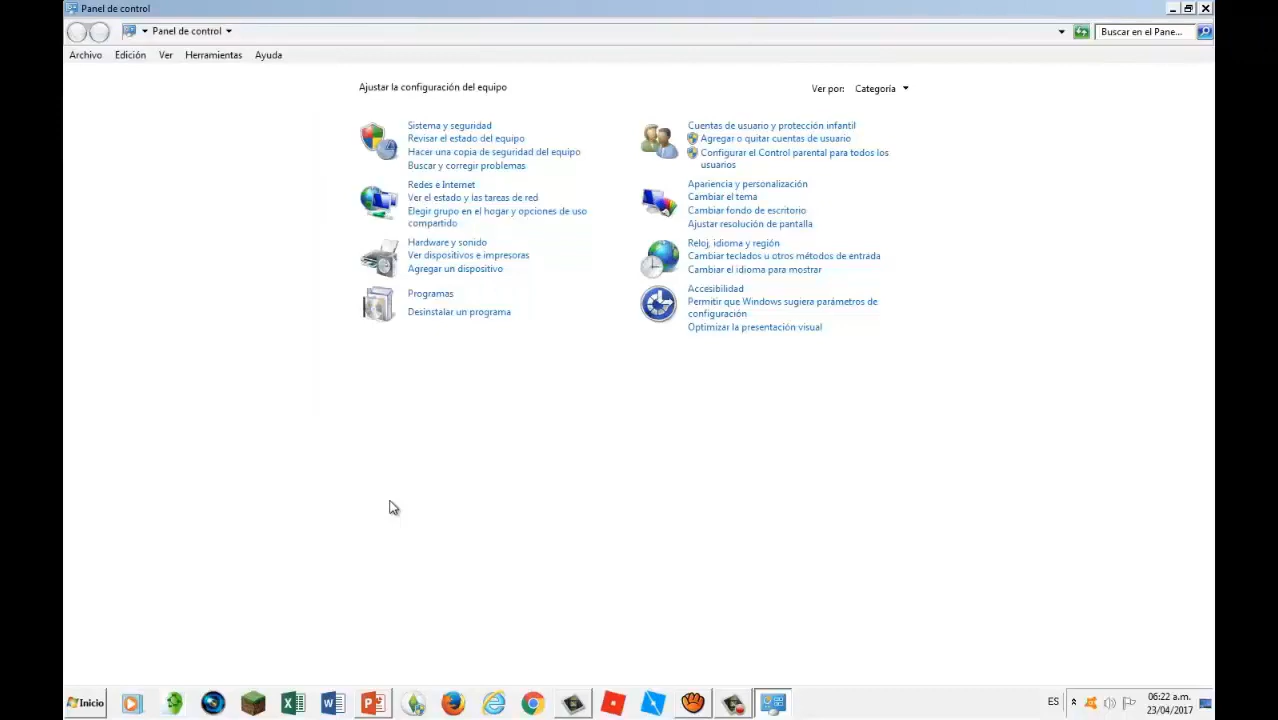 Panel de control
Panel de control
Buscar en el Pane...
Archivo Edición Ver Herramientas Ayuda
Ajustar la configuración del equipo
Ver por: Categoría
Sistema y seguridad
Revisar el estado del equipo
Hacer una copia de seguridad del equipo
Buscar y corregir problemas
Redes e Internet
Ver el estado y las tareas de red
Elegir grupo en el hogar y opciones de uso
compartido
Hardware y sonido
Ver dispositivos e impresoras
Agregar un dispositivo
Programas
Desinstalar un programa
Cuentas de usuario y protección infantil
Agregar o quitar cuentas de usuario
Configurar el Control parental para todos los
usuarios
Apariencia y personalización
Cambiar el tema
Cambiar fondo de escritorio
Ajustar resolución de pantalla
Reloj, idioma y región
Cambiar teclados u otros métodos de entrada
Cambiar el idioma para mostrar
Accesibilidad
Permitir que Windows sugiera parámetros de
configuración
Optimizar la presentación visual
Inicio
ES
06:22 a.m.
23/04/2017